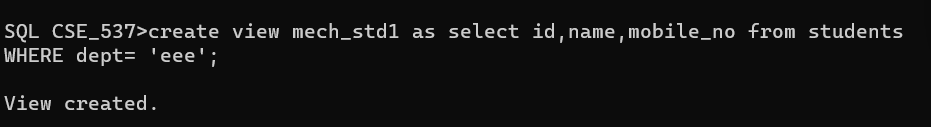 SQL CSE_537>create view mech_std1 as select id,name,mobile_no from students
WHERE dept= 'eee';
View created.